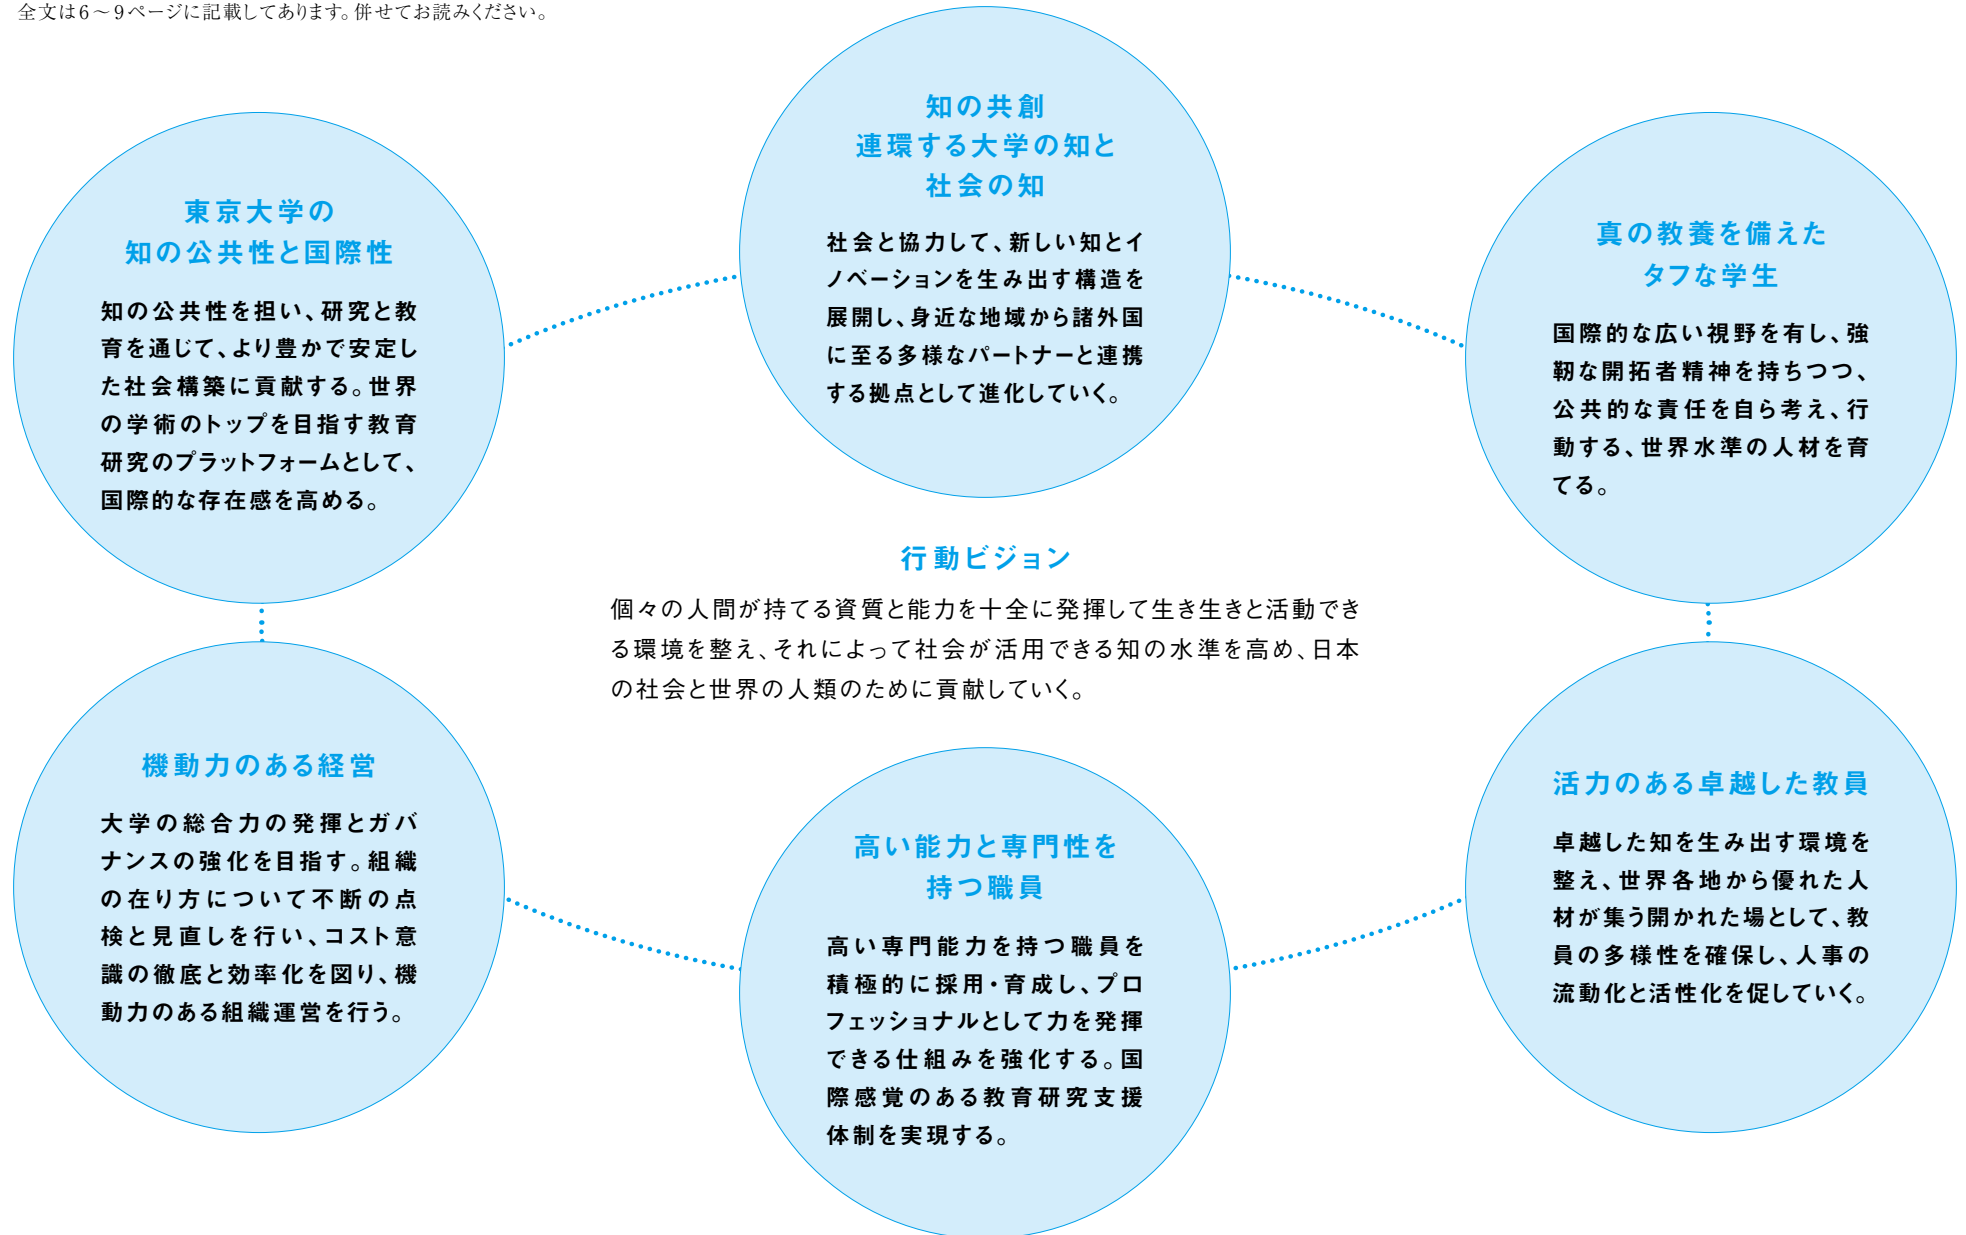 全文は6～9ページに記載してあります。併せてお読みください。
東京大学の
知の公共性と国際性
知の公共性を担い、研究と教
育を通じて、より豊かで安定し
た社会構築に貢献する。世界
の学術のトップを目指す教育
研究のプラットフォームとして、
国際的な存在感を高める。
知の共創
連環する大学の知と
社会の知
社会と協力して、新しい知とイ
ノベーションを生み出す構造を
展開し、身近な地域から諸外国
に至る多様なパートナーと連携
する拠点として進化していく。
真の教養を備えた
タフな学生
国際的な広い視野を有し、強
靭な開拓者精神を持ちつつ、
公共的な責任を自ら考え、行
動する、世界水準の人材を育
てる。
行動ビジョン
個々の人間が持てる資質と能力を十全に発揮して生き生きと活動でき
る環境を整え、それによって社会が活用できる知の水準を高め、日本
の社会と世界の人類のために貢献していく。
機動力のある経営
大学の総合力の発揮とガバ
ナンスの強化を目指す。組織
の在り方について不断の点
検と見直しを行い、コスト意
識の徹底と効率化を図り、機
動力のある組織運営を行う。
高い能力と専門性を
持つ職員
高い専門能力を持つ職員を
積極的に採用・育成し、プロ
フェッショナルとして力を発揮
できる仕組みを強化する。国
際感覚のある教育研究支援
体制を実現する。
活力のある卓越した教員
卓越した知を生み出す環境を
整え、世界各地から優れた人
材が集う開かれた場として、教
員の多様性を確保し、人事の
流動化と活性化を促していく。